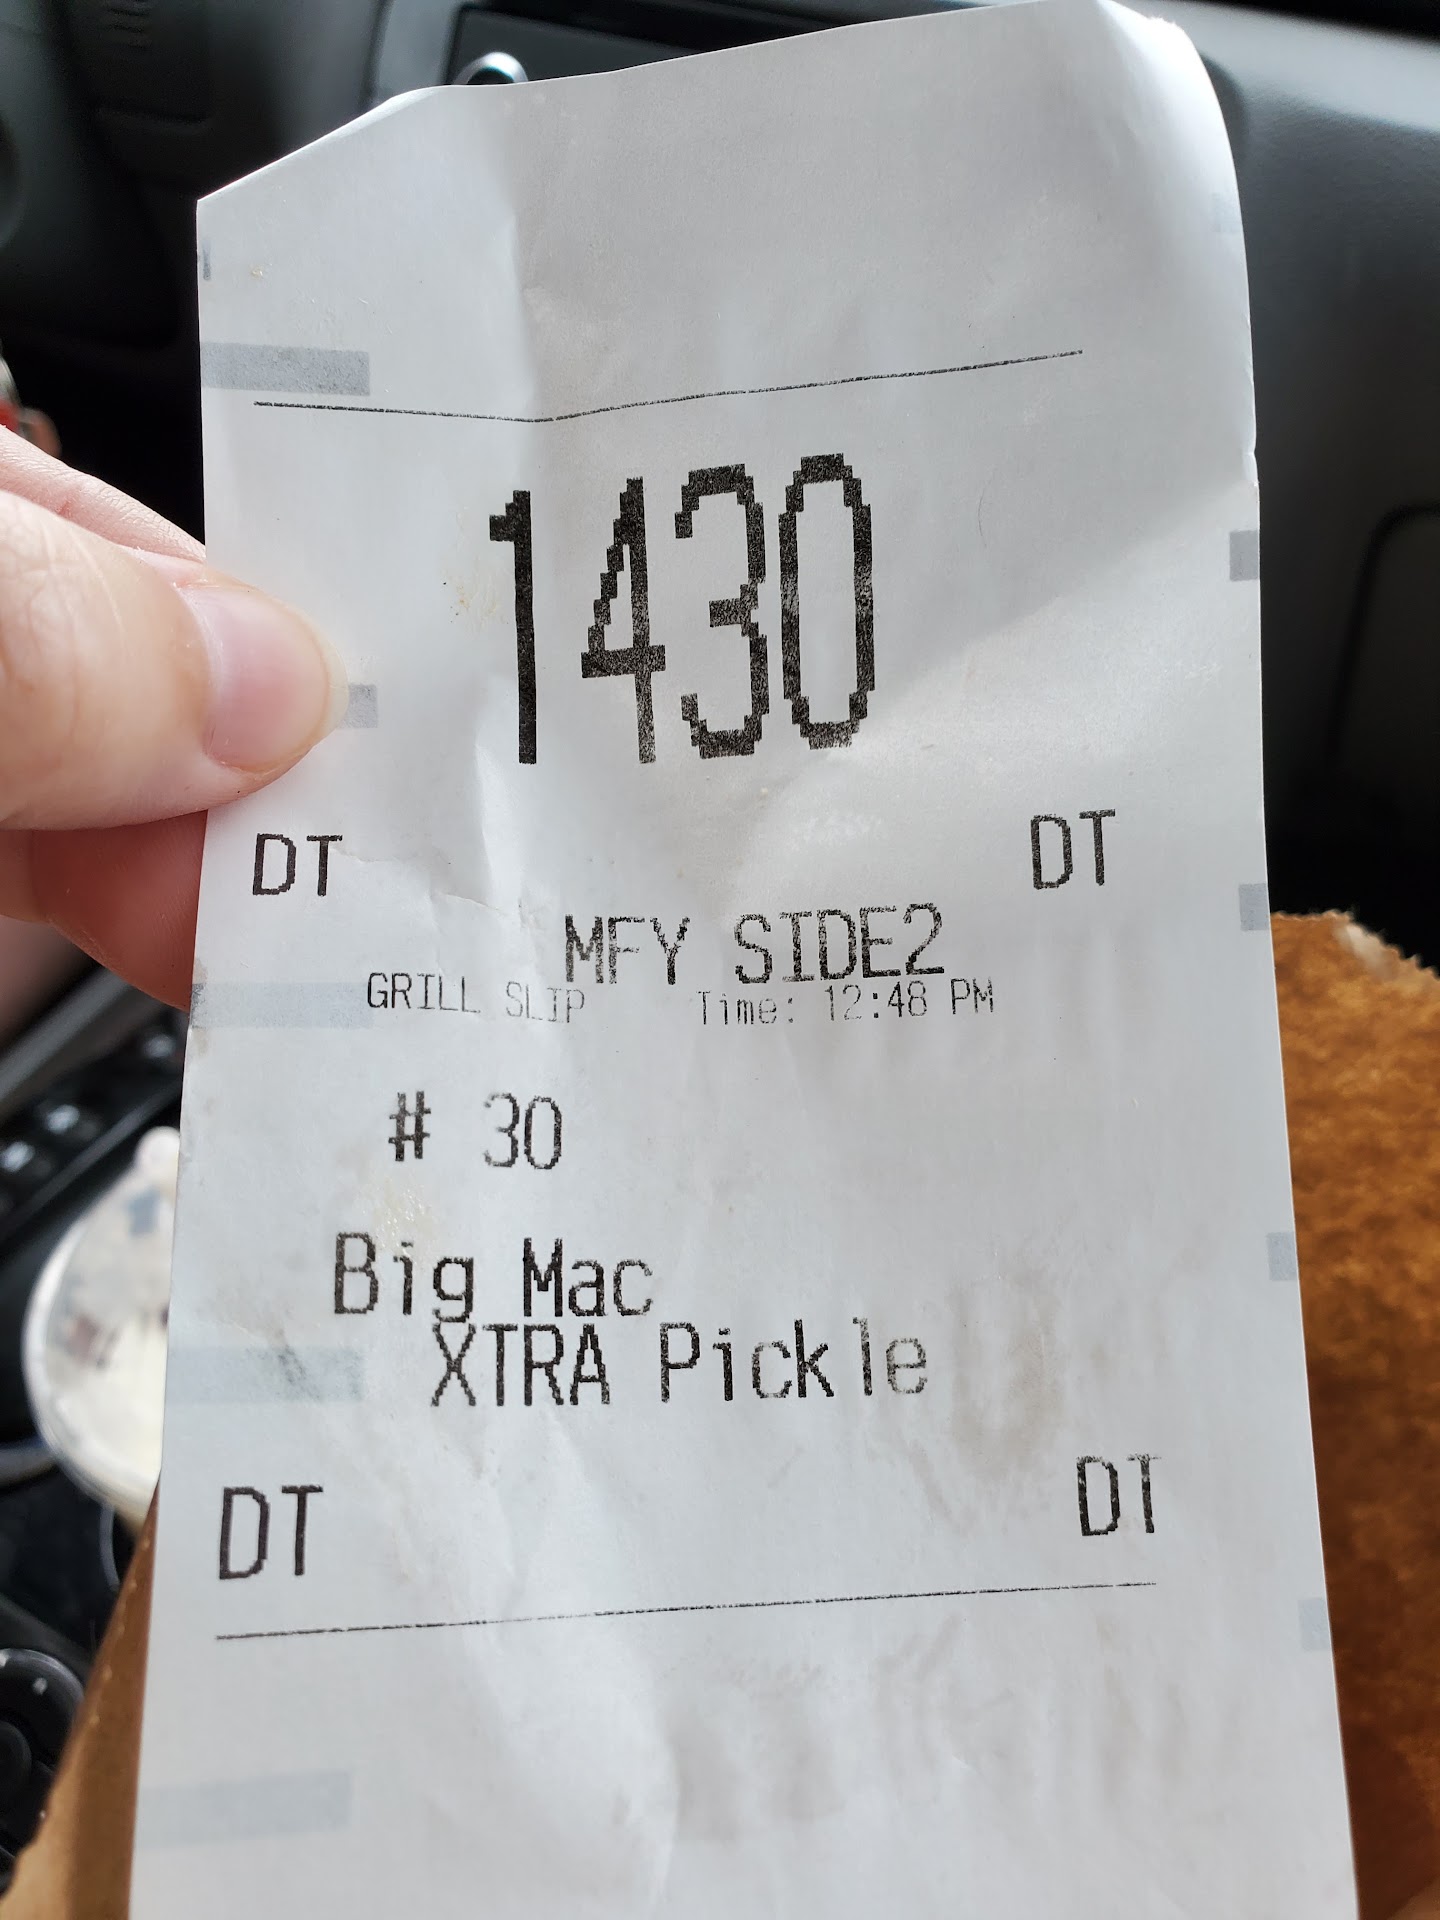 1430
DT DT
MFY SIDE2
GRILL SLIP Time: 12:48 PM
# 30
Big Mac
XTRA Pickle
DT DT